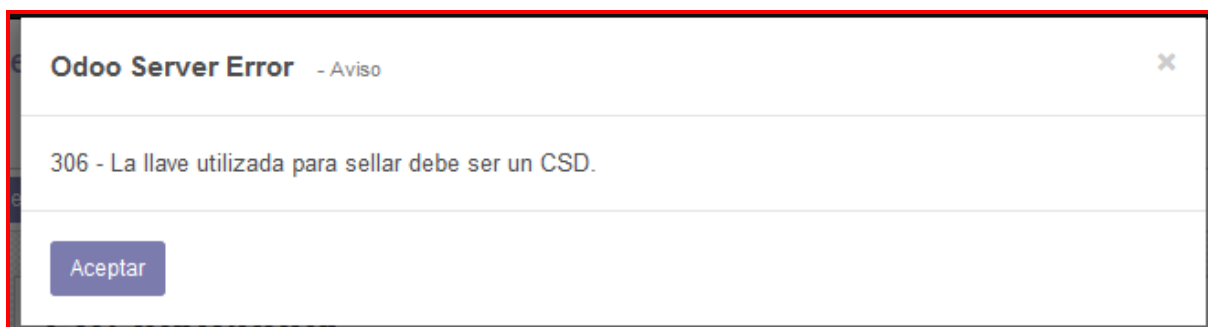 Odoo Server Error - Aviso
×
306 - La llave utilizada para sellar debe ser un CSD.
Aceptar